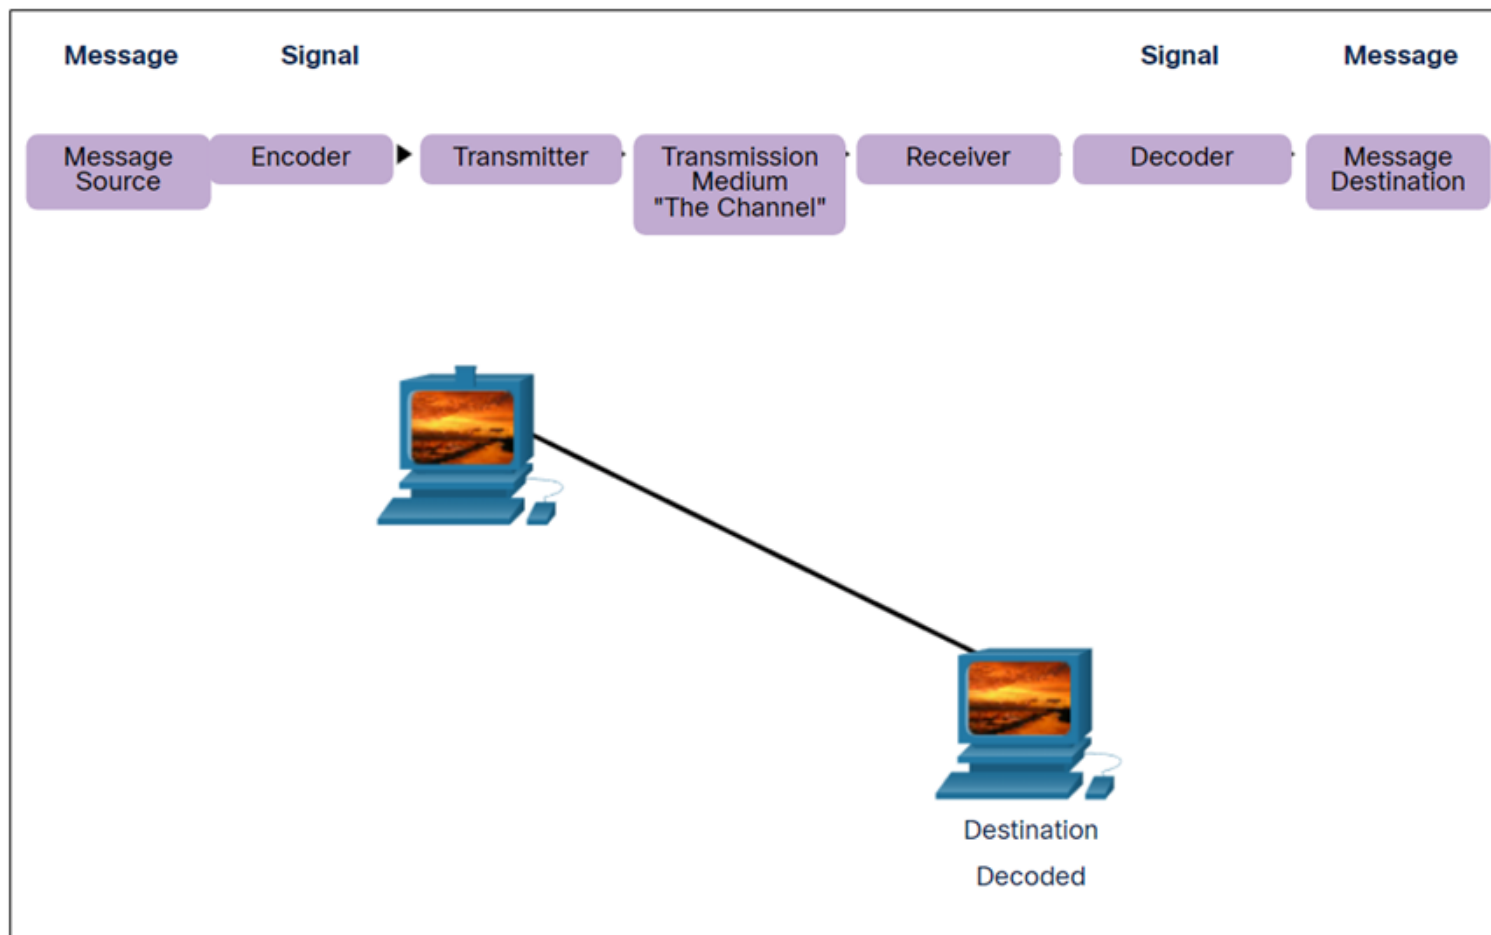 Message
Signal
Signal
Message
Message
Source
Encoder
Transmitter
Transmission
Medium
"The Channel"
Receiver
Decoder
Message
Destination
Destination
Decoded